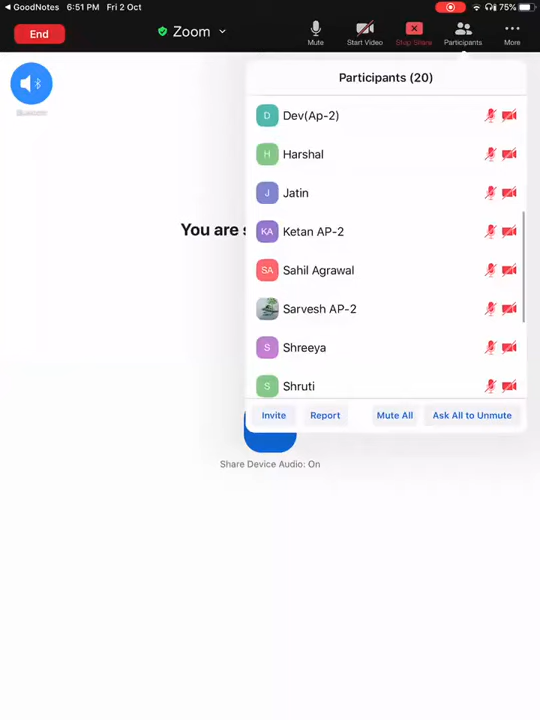 GoodNotes 6:51 PM Fri 2 Oct 75%
End Zoom Mute Start Video Stop Share Participants More
Participants (20)
D Dev(Ap-2)
H Harshal
J Jatin
KA Ketan AP-2
SA Sahil Agrawal
Sarvesh AP-2
S Shreeya
S Shruti
You are s
Invite Report Mute All Ask All to Unmute
Share Device Audio: On